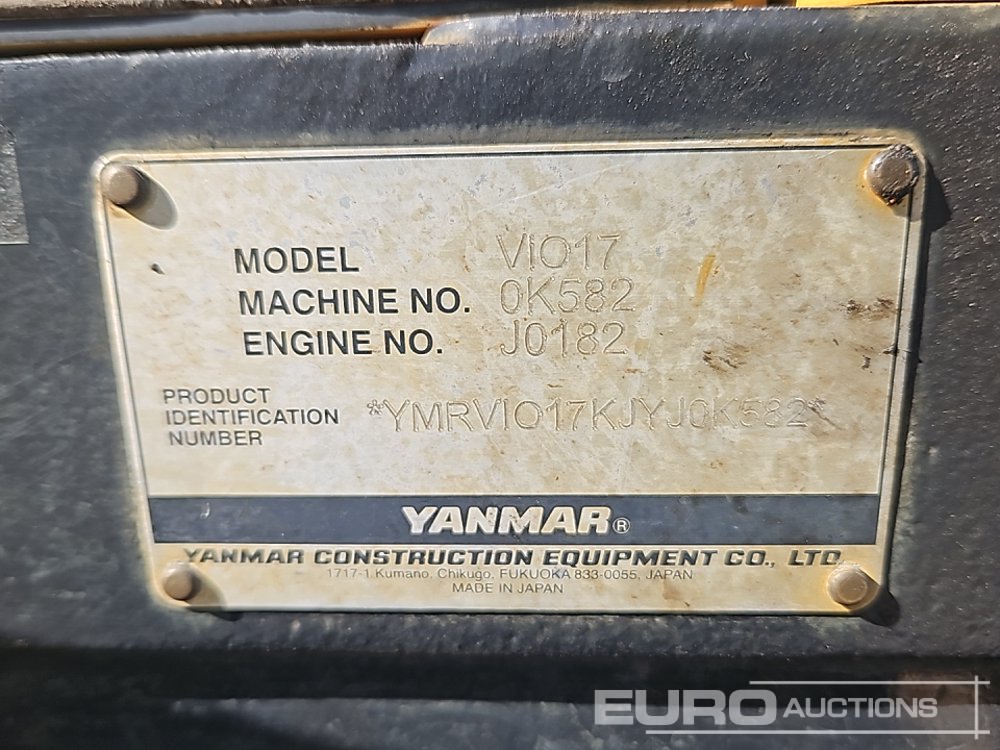 MODEL VIO17
MACHINE NO. 0K582
ENGINE NO. J0182
PRODUCT IDENTIFICATION NUMBER *YMRVIO17KJYJ0K582*
YANMAR®
YANMAR CONSTRUCTION EQUIPMENT CO., LTD.
1717-1 Kumano, Chikugo, FUKUOKA 833-0055, JAPAN
MADE IN JAPAN
EURO AUCTIONS